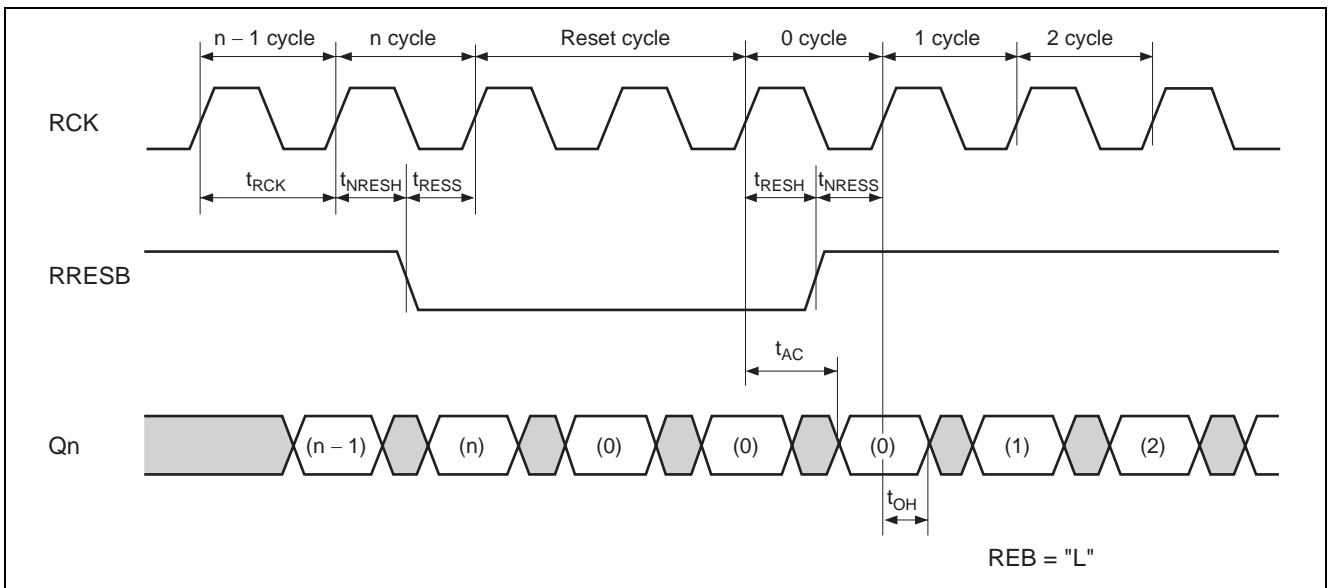 n − 1 cycle n cycle Reset cycle 0 cycle 1 cycle 2 cycle
RCK
tRCK tNRESH tRESS tRESH tNRESS
RRESB
tAC
Qn (n − 1) (n) (0) (0) (0) (1) (2)
tOH
REB = "L"